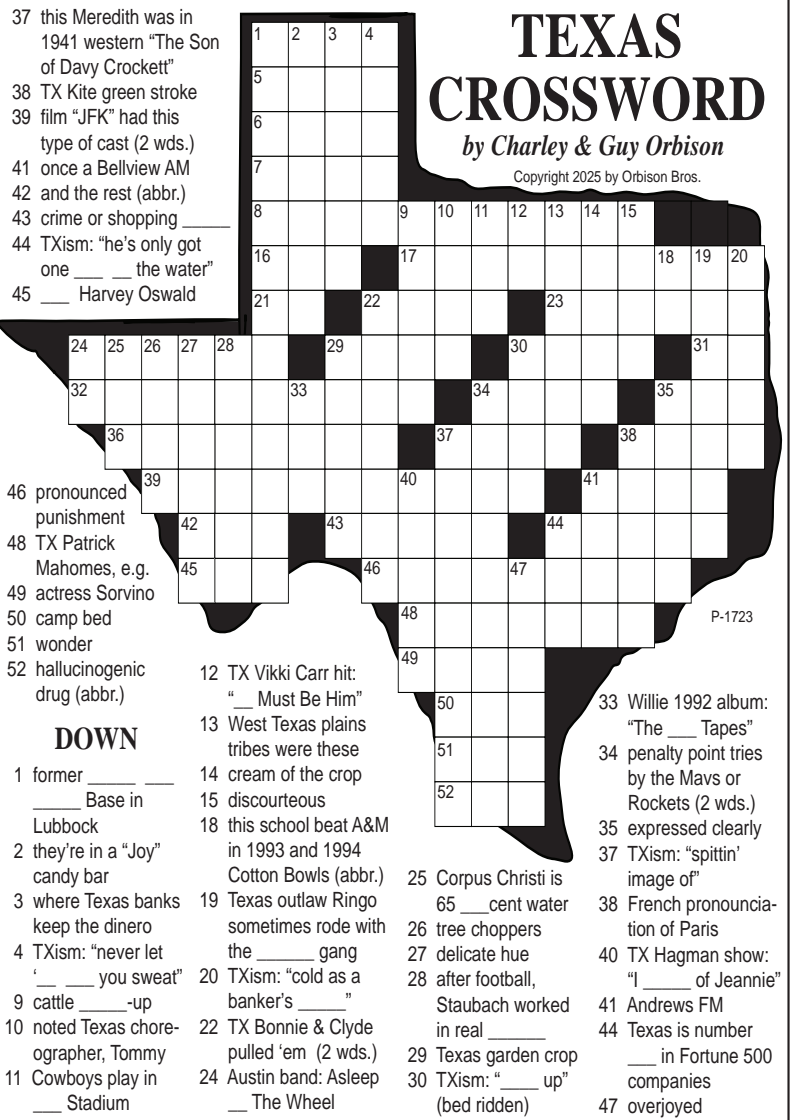 TEXAS
CROSSWORD
by Charley & Guy Orbison
Copyright 2025 by Orbison Bros.
37 this Meredith was in
1941 western “The Son
of Davy Crockett”
38 TX Kite green stroke
39 film “JFK” had this
type of cast (2 wds.)
41 once a Bellview AM
42 and the rest (abbr.)
43 crime or shopping _____
44 TXism: “he’s only got
one ___ __ the water”
45 ___ Harvey Oswald
46 pronounced
punishment
48 TX Patrick
Mahomes, e.g.
49 actress Sorvino
50 camp bed
51 wonder
52 hallucinogenic
drug (abbr.)
1 2 3 4
5
6
7
8 9 10 11 12 13 14 15
16 17 18 19 20
21 22 23
24 25 26 27 28 29 30 31
32 33 34 35
36 37 38
39 40 41
42 43 44
45 46 47
48
49
50
51
52
P-1723
DOWN
1 former _____ ___
_____ Base in
Lubbock
2 they’re in a “Joy”
candy bar
3 where Texas banks
keep the dinero
4 TXism: “never let
‘__ ___ you sweat”
9 cattle _____-up
10 noted Texas chore-
ographer, Tommy
11 Cowboys play in
___ Stadium
12 TX Vikki Carr hit:
“__ Must Be Him”
13 West Texas plains
tribes were these
14 cream of the crop
15 discourteous
18 this school beat A&M
in 1993 and 1994
Cotton Bowls (abbr.)
19 Texas outlaw Ringo
sometimes rode with
the ______ gang
20 TXism: “cold as a
banker’s _____”
22 TX Bonnie & Clyde
pulled ‘em (2 wds.)
24 Austin band: Asleep
__ The Wheel
25 Corpus Christi is
65 ___cent water
26 tree choppers
27 delicate hue
28 after football,
Staubach worked
in real ______
29 Texas garden crop
30 TXism: “____ up”
(bed ridden)
33 Willie 1992 album:
“The ___ Tapes”
34 penalty point tries
by the Mavs or
Rockets (2 wds.)
35 expressed clearly
37 TXism: “spittin’
image of”
38 French pronouncia-
tion of Paris
40 TX Hagman show:
“I _____ of Jeannie”
41 Andrews FM
44 Texas is number
___ in Fortune 500
companies
47 overjoyed